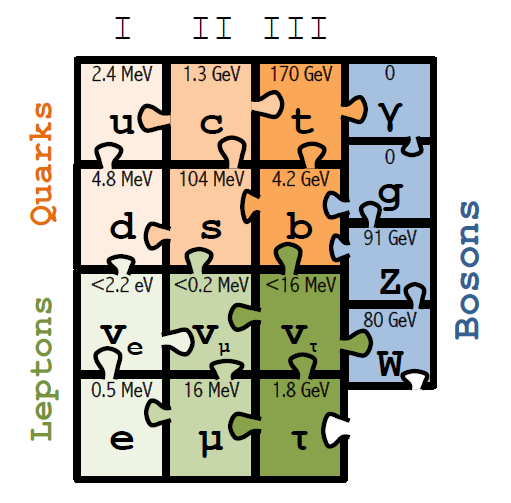 I II III
Quarks
Leptons
Bosons
2.4 MeV 1.3 GeV 170 GeV 0
u c t γ
4.8 MeV 104 MeV 4.2 GeV 0
d s b g
<2.2 eV <0.2 MeV <16 MeV 91 GeV
νe νμ ντ Z
0.5 MeV 16 MeV 1.8 GeV 80 GeV
e μ τ W